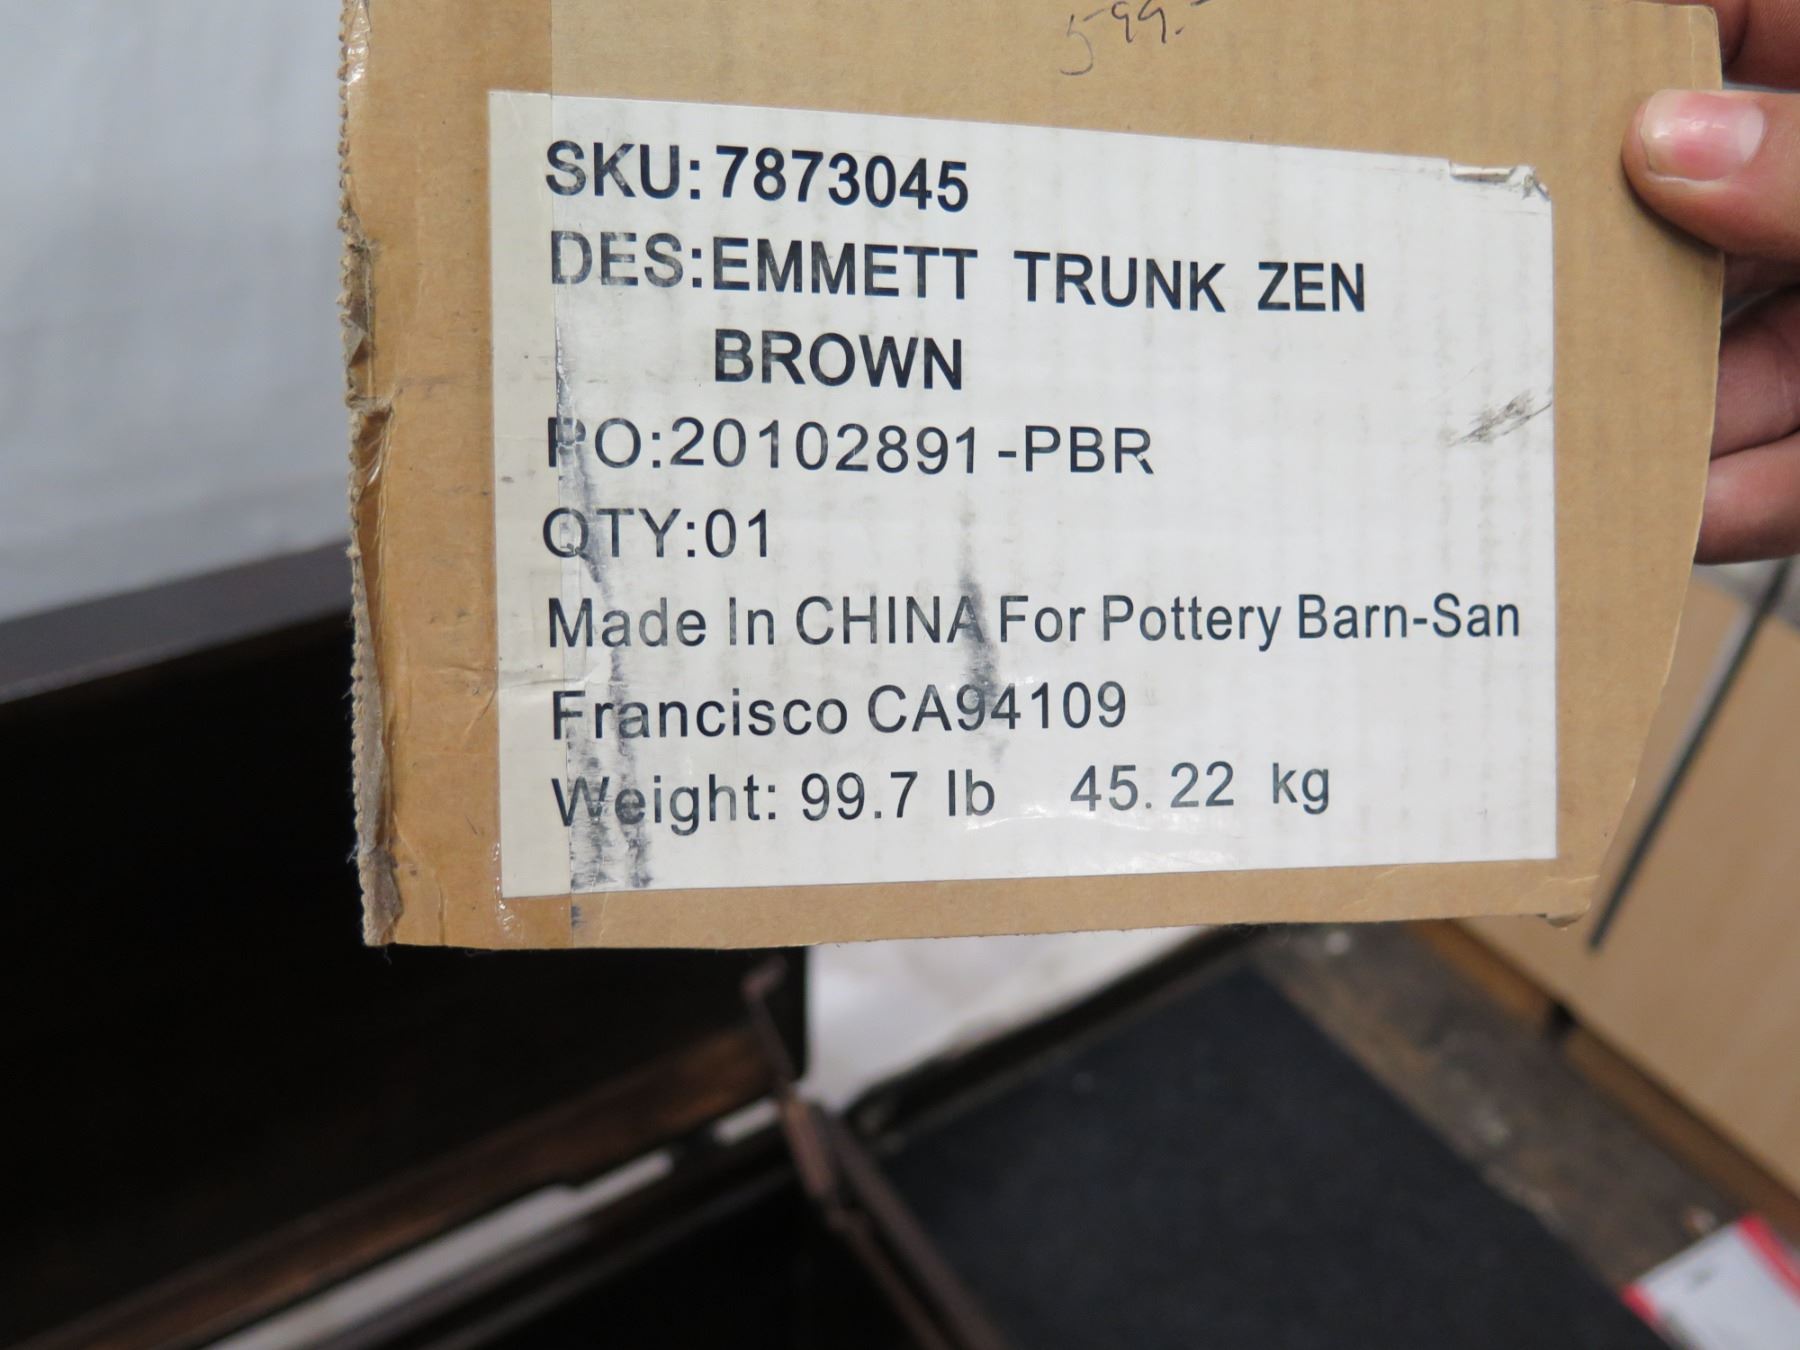 599.-
SKU:7873045
DES:EMMETT TRUNK ZEN
BROWN
PO:20102891-PBR
QTY:01
Made In CHINA For Pottery Barn-San
Francisco CA94109
Weight: 99.7 lb 45.22 kg